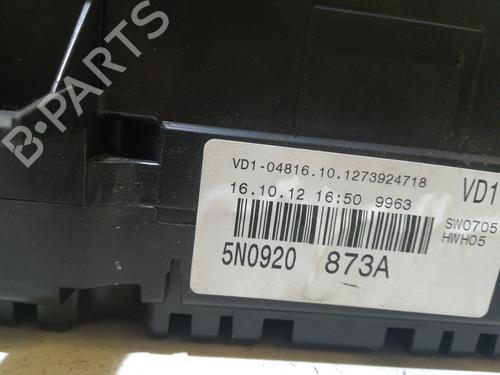 B-PARTS
VD1-04816.10.1273924718
VD1
16.10.12 16:50 9963
SW0705
HWH05
5N0920 873A